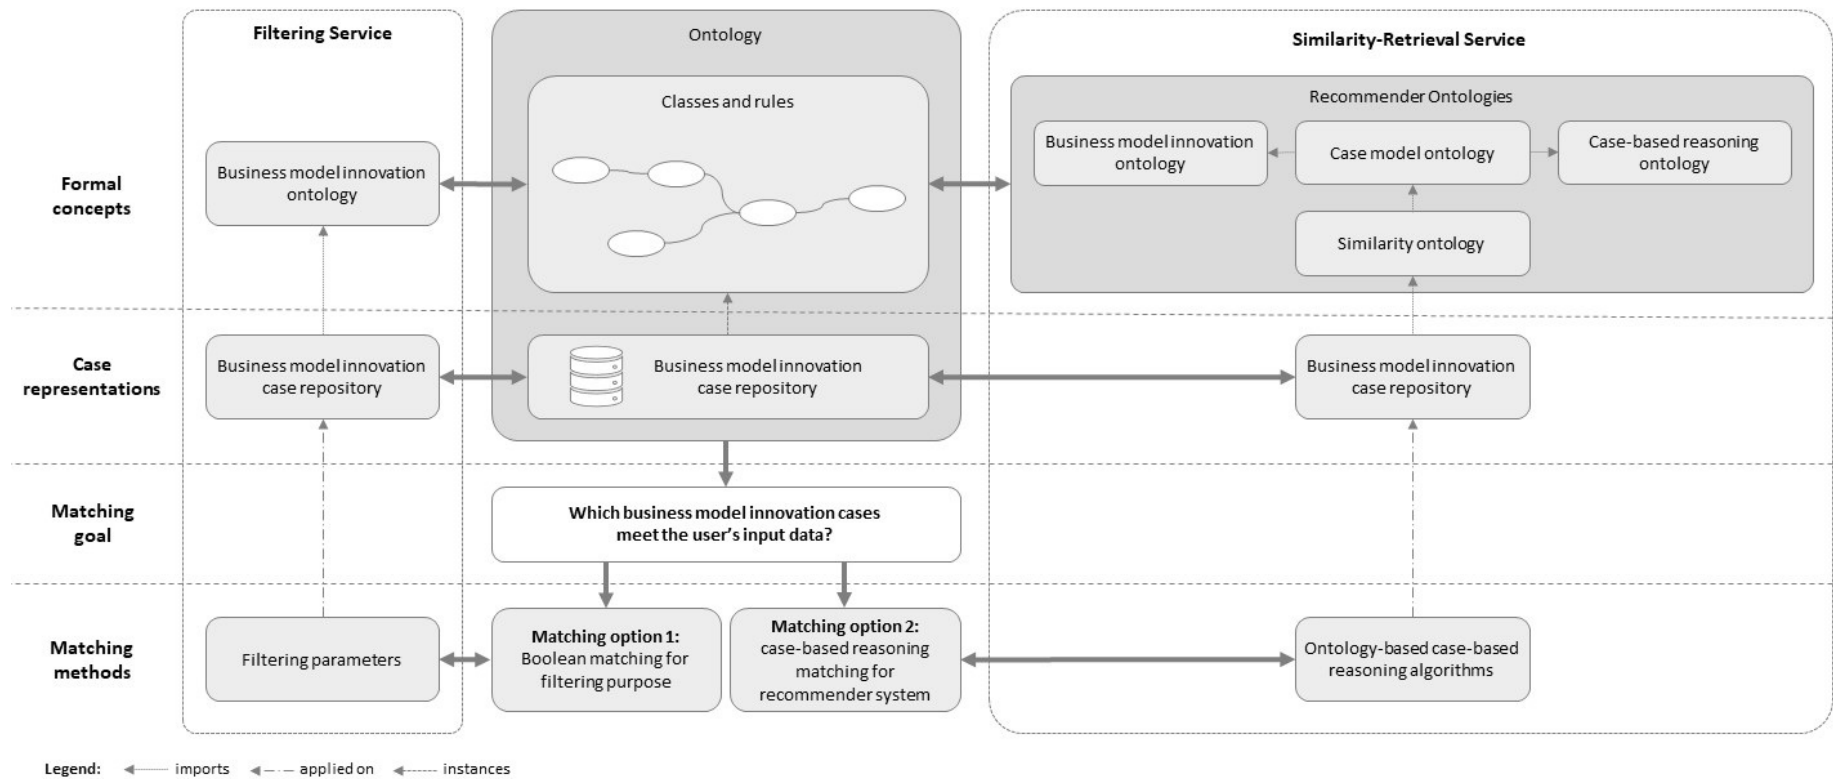 Filtering Service
Ontology
Similarity-Retrieval Service
Classes and rules
Recommender Ontologies
Formal
concepts
Business model innovation
ontology
Business model innovation
ontology
Case model ontology
Case-based reasoning
ontology
Similarity ontology
Case
representations
Business model innovation
case repository
Business model innovation
case repository
Business model innovation
case repository
Matching
goal
Which business model innovation cases
meet the user’s input data?
Matching
methods
Filtering parameters
Matching option 1:
Boolean matching for
filtering purpose
Matching option 2:
case-based reasoning
matching for
recommender system
Ontology-based case-based
reasoning algorithms
Legend: imports applied on instances